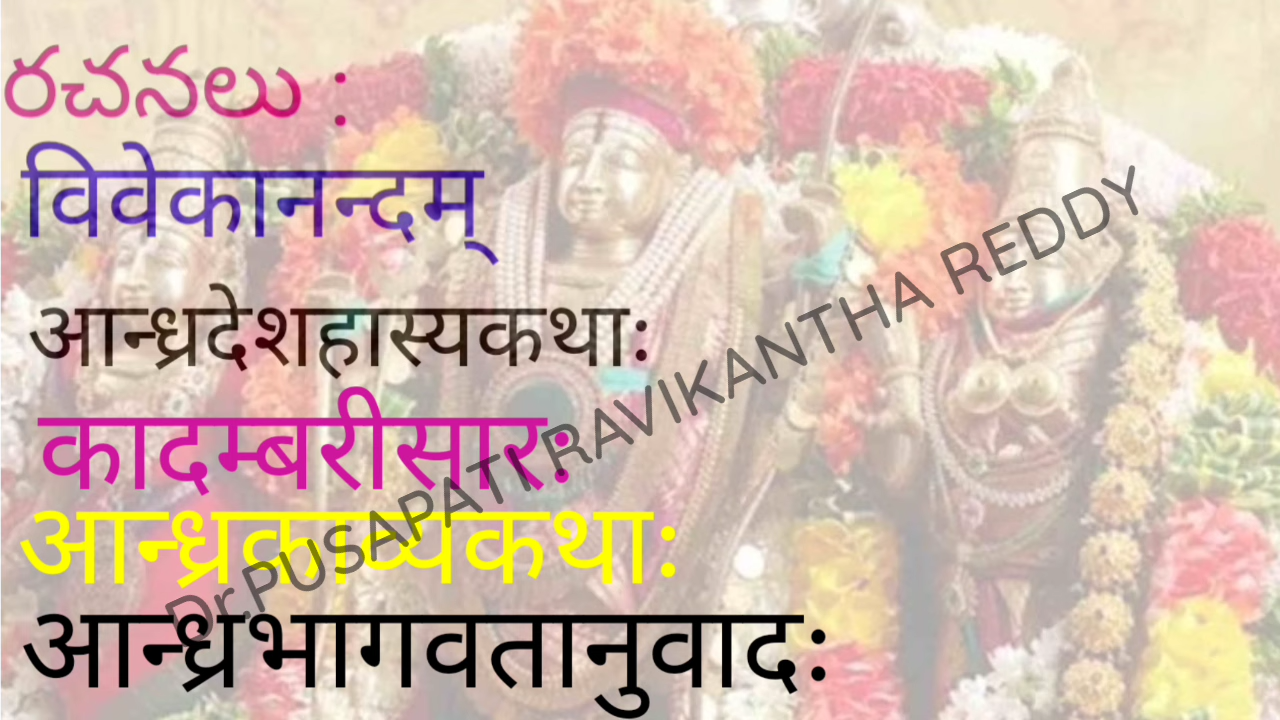 రచనలు :
विवेकानन्दम्
आन्ध्रदेशहास्यकथाः
कादम्बरीसारः
आन्ध्रकाव्यकथाः
आन्ध्रभागवतानुवादः
Dr.PUSAPATI RAVIKANTHA REDDY